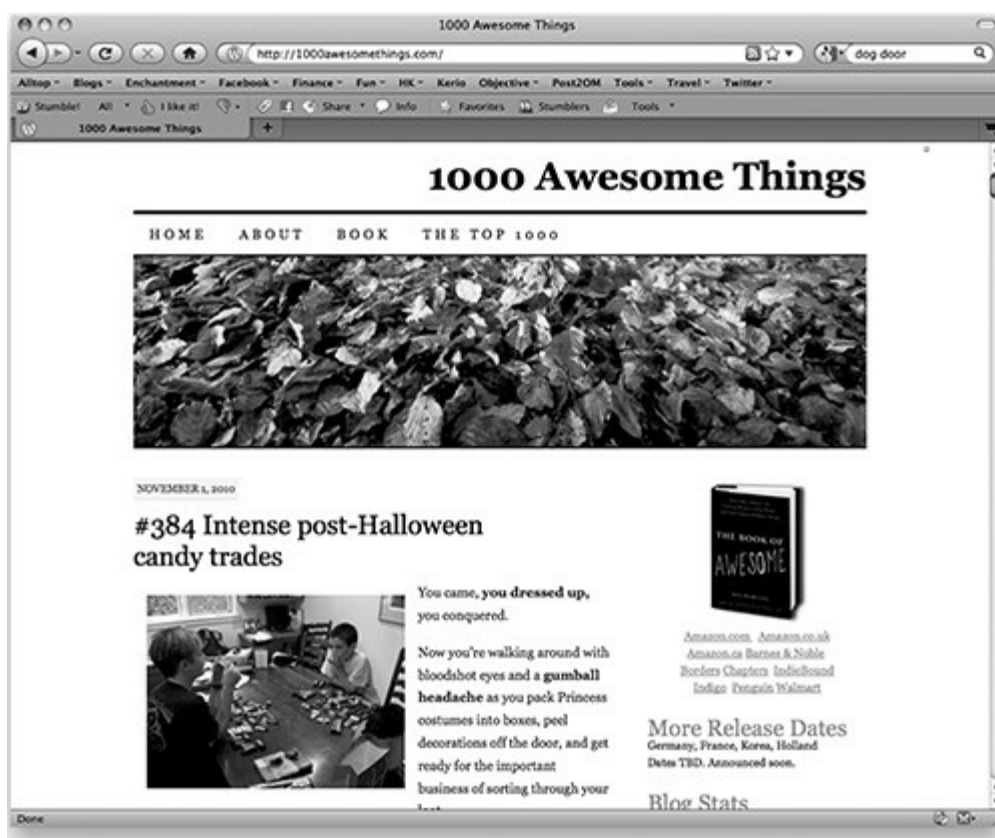 1000 Awesome Things
http://1000awesomethings.com/
dog door
Alltop Blogs Enchantment Facebook Finance Fun HK Kerio Objective Post2OM Tools Travel Twitter
Stumble! All I like it! Share Info Favorites Stumblers Tools
1000 Awesome Things +
1000 Awesome Things
HOME ABOUT BOOK THE TOP 1000
NOVEMBER 1, 2010
#384 Intense post-Halloween
candy trades
You came, you dressed up,
you conquered.
Now you're walking around with
bloodshot eyes and a gumball
headache as you pack Princess
costumes into boxes, peel
decorations off the door, and get
ready for the important
business of sorting through your
THE BOOK OF
AWESOME
Amazon.com Amazon.co.uk
Amazon.ca Barnes & Noble
Borders Chapters IndieBound
Indigo Penguin Walmart
More Release Dates
Germany, France, Korea, Holland
Dates TBD. Announced soon.
Blog Stats
Done